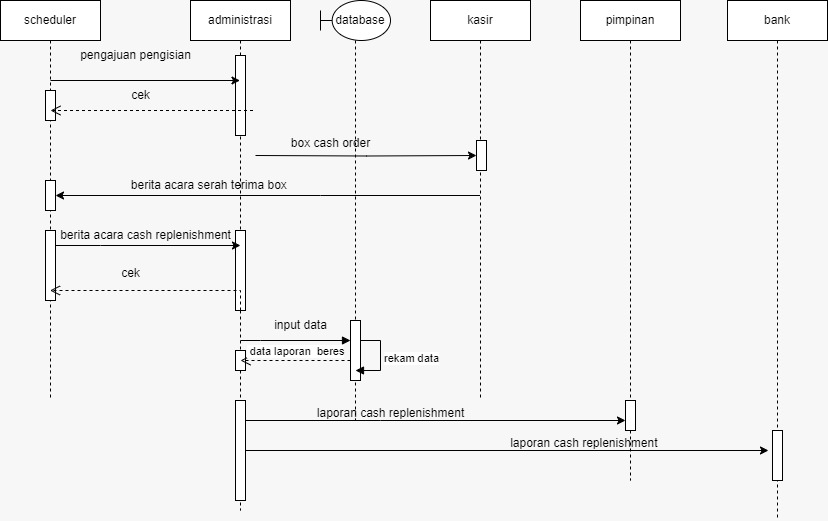 scheduler
administrasi
database
kasir
pimpinan
bank
pengajuan pengisian
cek
box cash order
berita acara serah terima box
berita acara cash replenishment
cek
input data
data laporan beres
rekam data
laporan cash replenishment
laporan cash replenishment